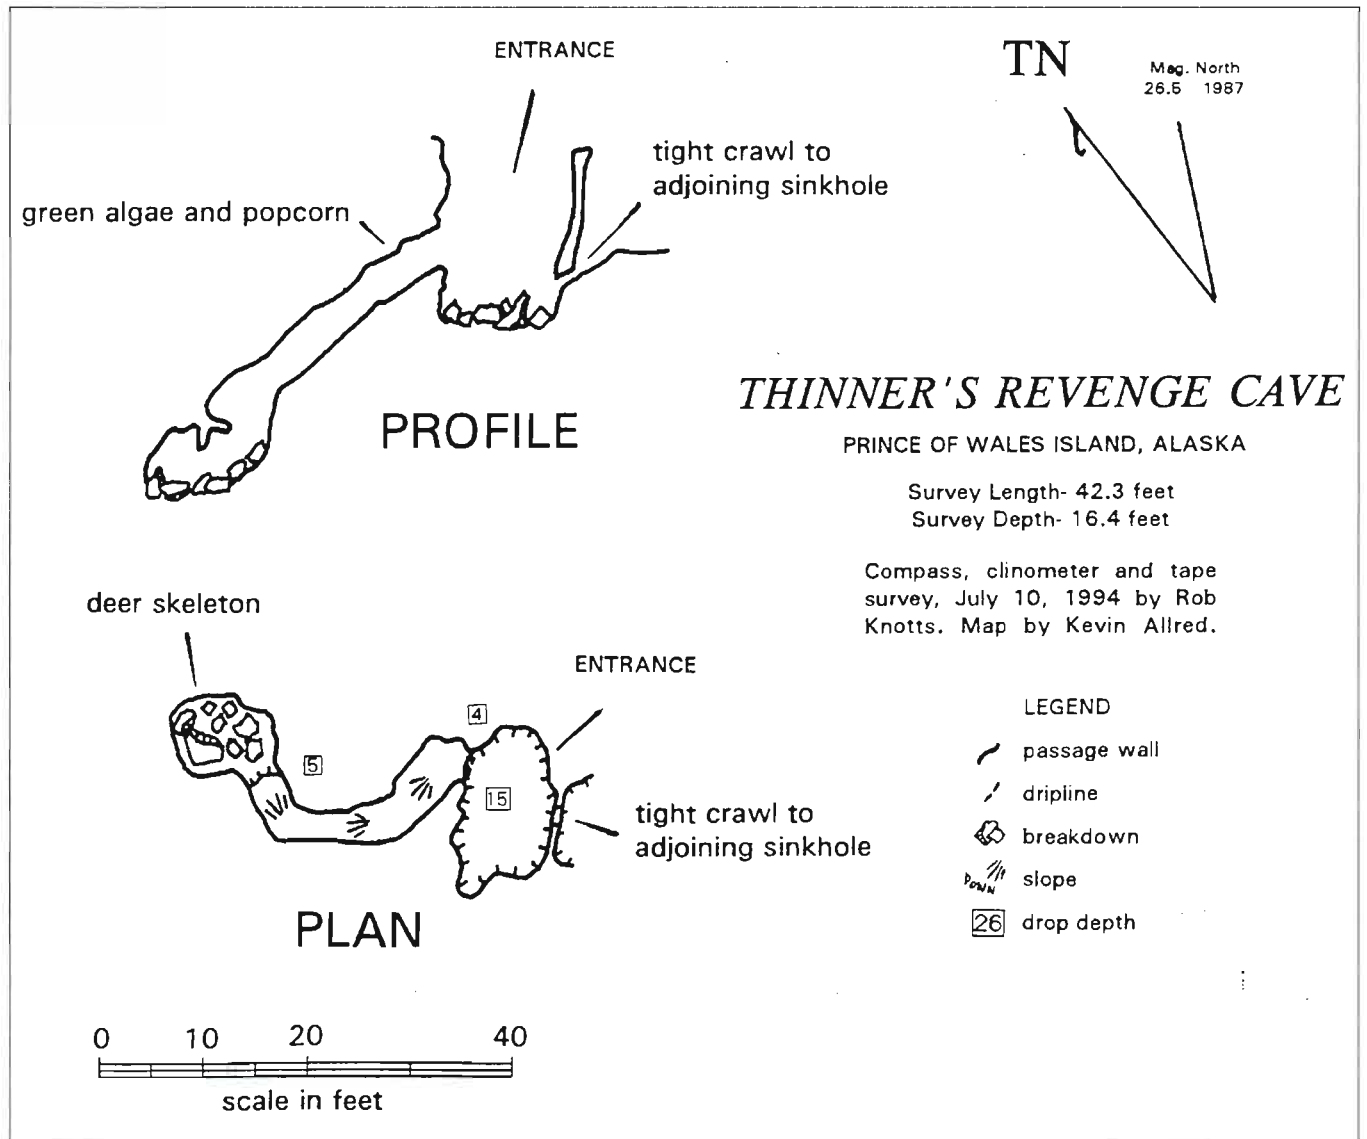 ENTRANCE
TN
Mag. North
26.5 1987
tight crawl to
adjoining sinkhole
green algae and popcorn
PROFILE
THINNER'S REVENGE CAVE
PRINCE OF WALES ISLAND, ALASKA
Survey Length- 42.3 feet
Survey Depth- 16.4 feet
Compass, clinometer and tape
survey, July 10, 1994 by Rob
Knotts. Map by Kevin Allred.
deer skeleton
ENTRANCE
4
5
15
tight crawl to
adjoining sinkhole
PLAN
LEGEND
passage wall
dripline
breakdown
DOWN slope
26 drop depth
0 10 20 40
scale in feet